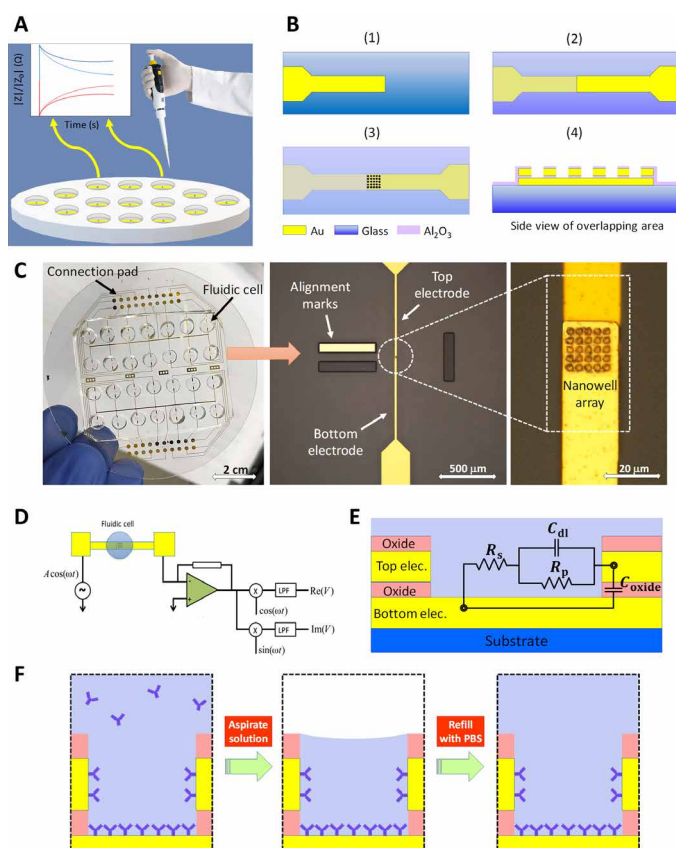 A
|Z|/|Z₀| (Ω)
Time (s)
B
(1)
(2)
(3)
(4)
Au
Glass
Al₂O₃
Side view of overlapping area
C
Connection pad
Fluidic cell
2 cm
Alignment
marks
Top
electrode
Bottom
electrode
500 µm
Nanowell
array
20 µm
D
Fluidic cell
Acos(ωt)
~
-
+
X
LPF
Re(V)
cos(ωt)
X
LPF
Im(V)
sin(ωt)
E
Oxide
Top elec.
Oxide
Bottom elec.
Substrate
Rs
Cdl
Rp
Coxide
F
Aspirate
solution
Refill
with PBS